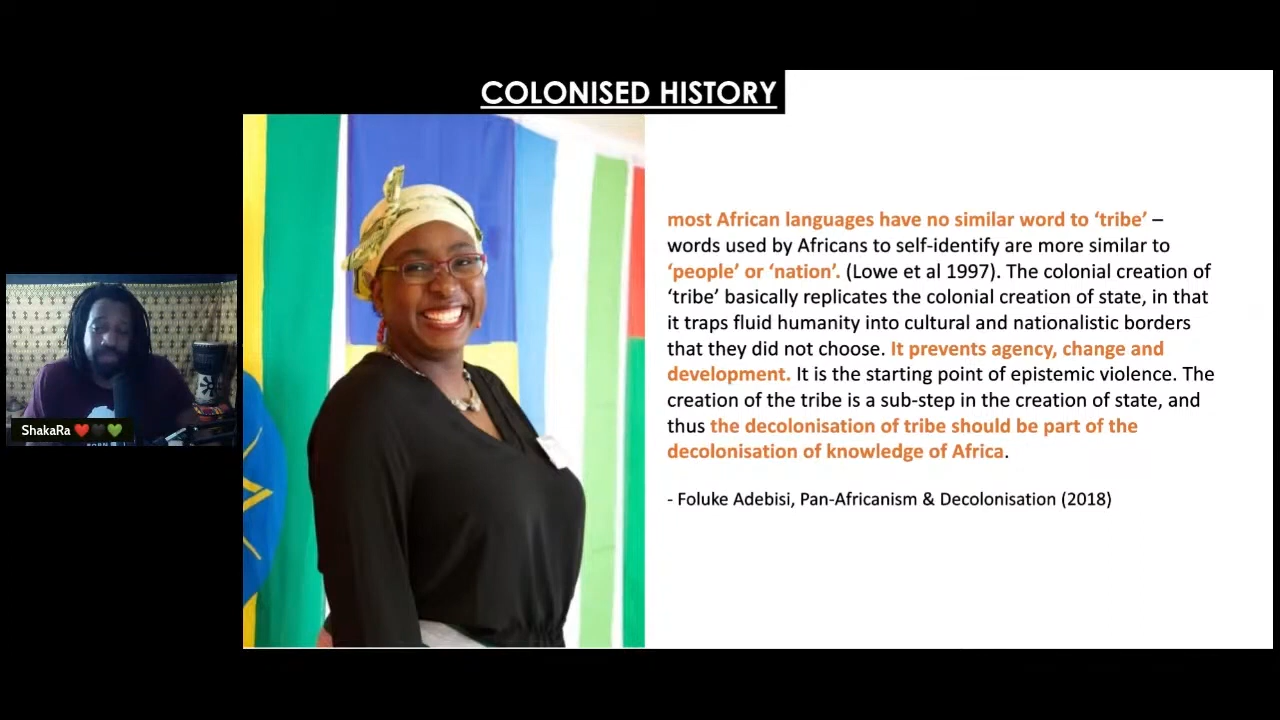 COLONISED HISTORY
most African languages have no similar word to ‘tribe’ –
words used by Africans to self-identify are more similar to
‘people’ or ‘nation’. (Lowe et al 1997). The colonial creation of
‘tribe’ basically replicates the colonial creation of state, in that
it traps fluid humanity into cultural and nationalistic borders
that they did not choose. It prevents agency, change and
development. It is the starting point of epistemic violence. The
creation of the tribe is a sub-step in the creation of state, and
thus the decolonisation of tribe should be part of the
decolonisation of knowledge of Africa.
- Foluke Adebisi, Pan-Africanism & Decolonisation (2018)
ShakaRa ❤️🖤💚